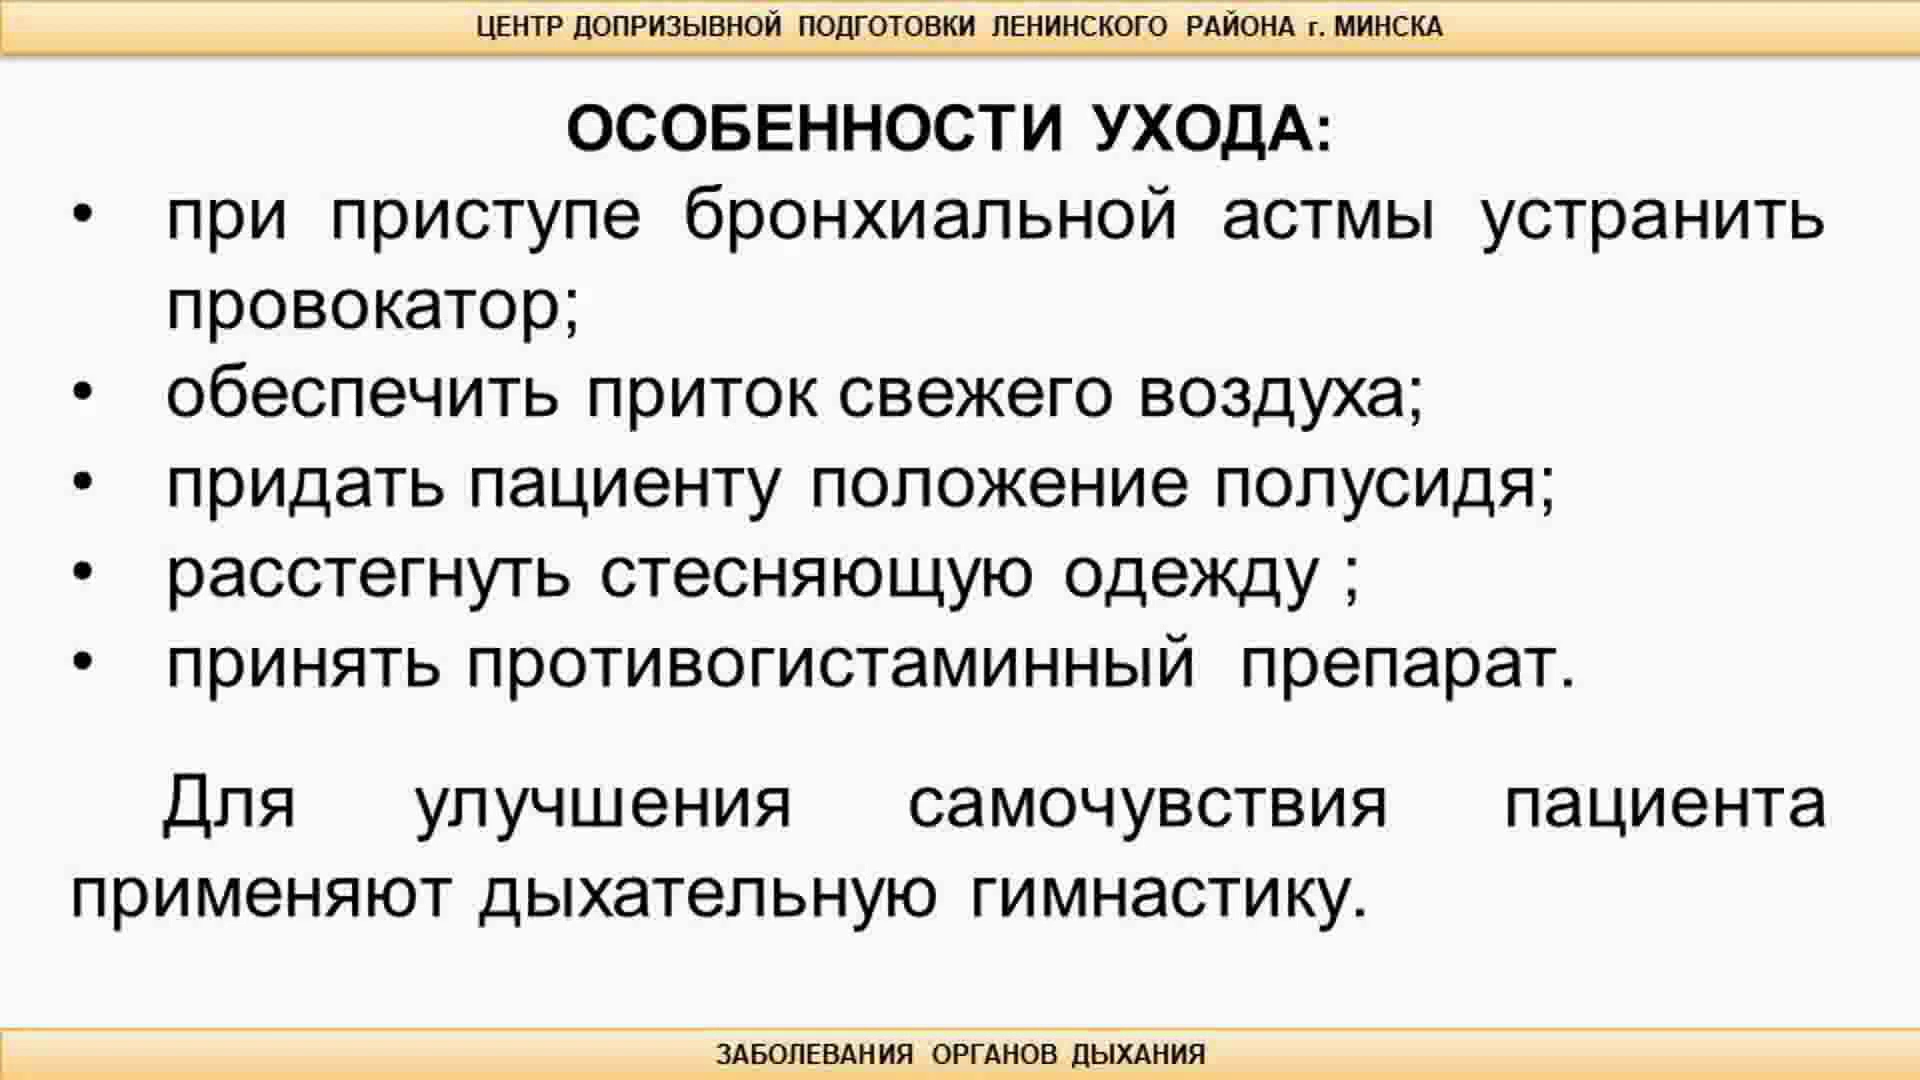 ЦЕНТР ДОПРИЗЫВНОЙ ПОДГОТОВКИ ЛЕНИНСКОГО РАЙОНА г. МИНСКА
ОСОБЕННОСТИ УХОДА:
• при приступе бронхиальной астмы устранить
провокатор;
• обеспечить приток свежего воздуха;
• придать пациенту положение полусидя;
• расстегнуть стесняющую одежду ;
• принять противогистаминный препарат.
Для улучшения самочувствия пациента
применяют дыхательную гимнастику.
ЗАБОЛЕВАНИЯ ОРГАНОВ ДЫХАНИЯ